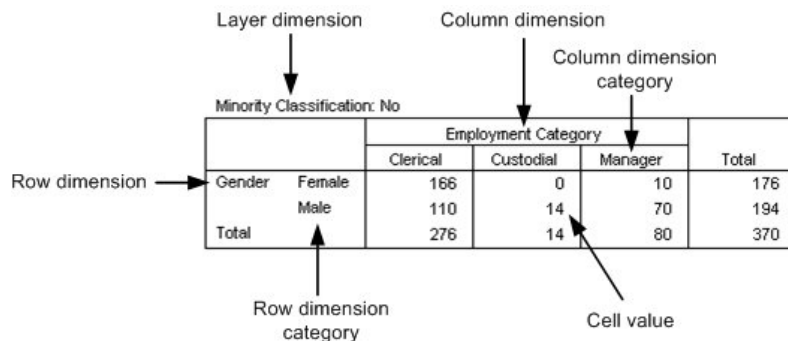 Layer dimension
Column dimension
Column dimension
category
Minority Classification: No
Employment Category
Clerical Custodial Manager Total
Row dimension
Gender Female 166 0 10 176
Male 110 14 70 194
Total 276 14 80 370
Row dimension
category
Cell value